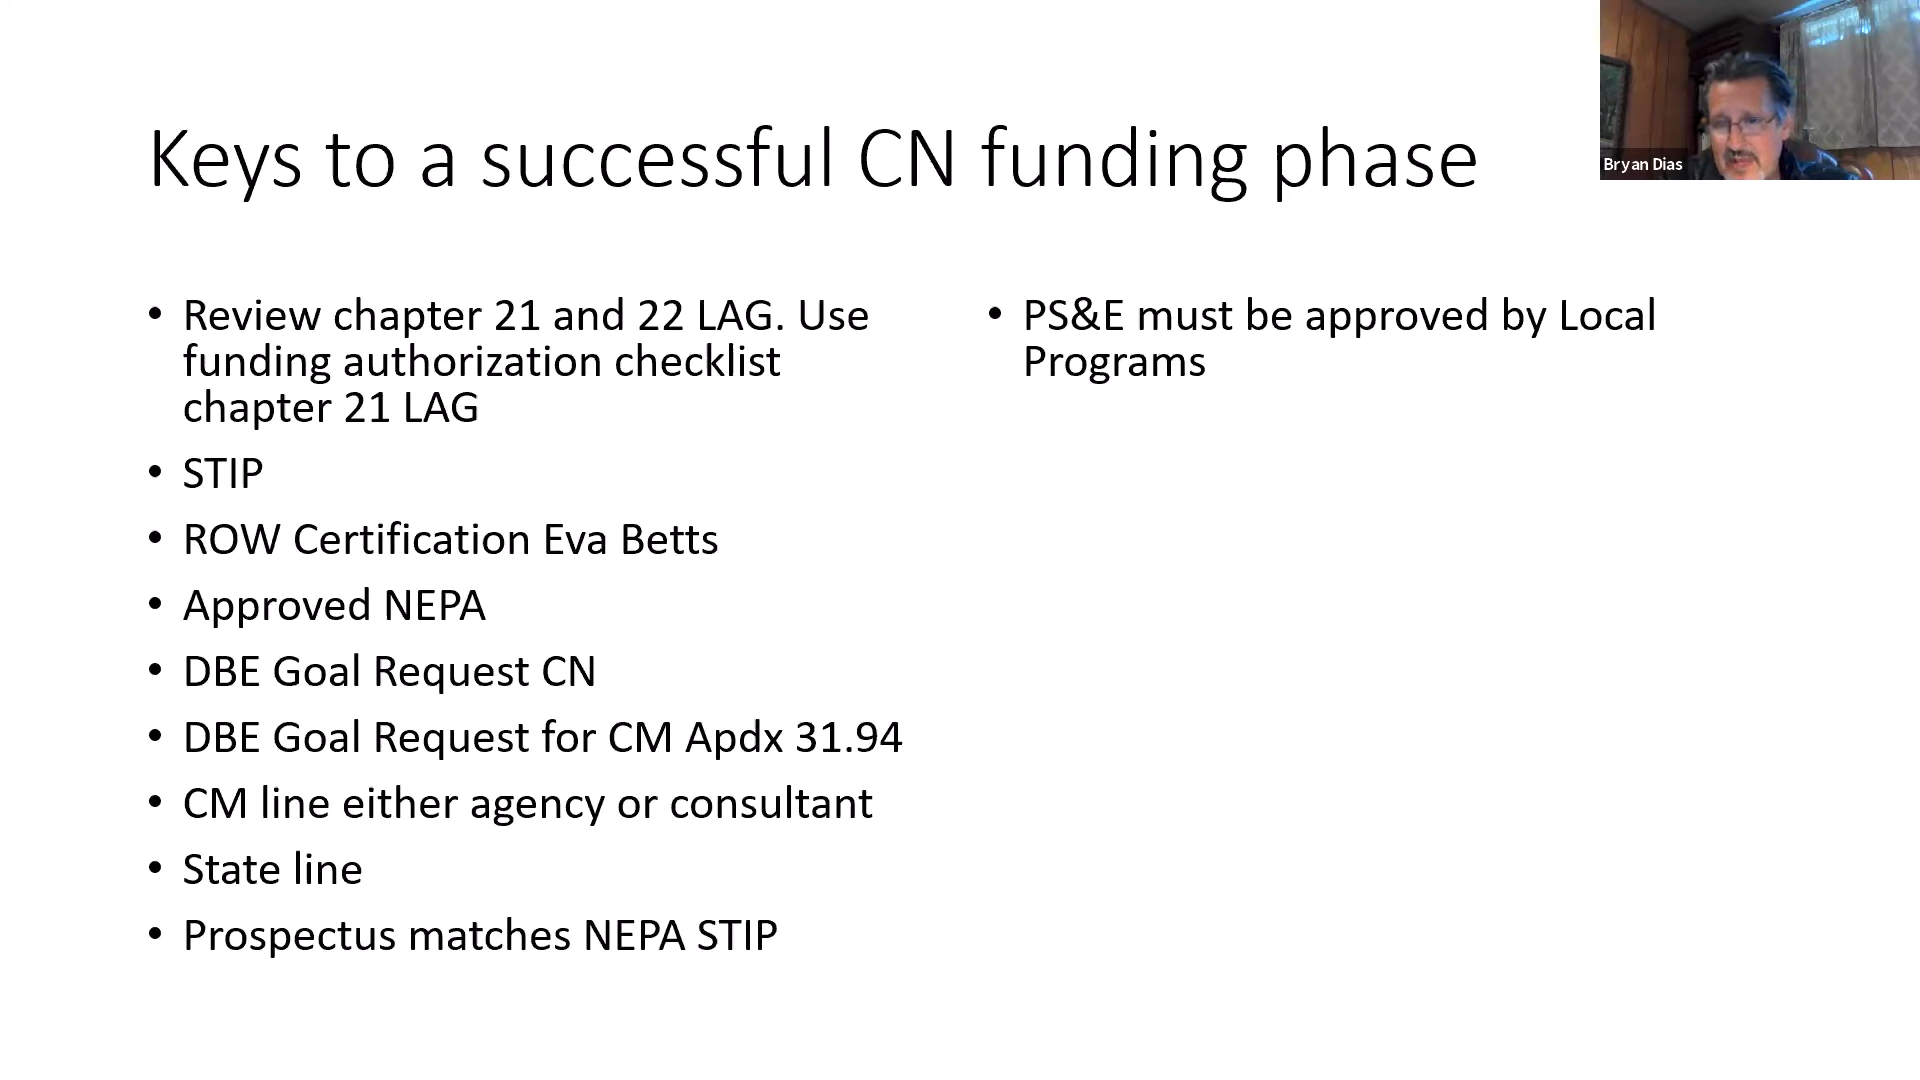 Keys to a successful CN funding phase
Bryan Dias
• Review chapter 21 and 22 LAG. Use
funding authorization checklist
chapter 21 LAG
• STIP
• ROW Certification Eva Betts
• Approved NEPA
• DBE Goal Request CN
• DBE Goal Request for CM Apdx 31.94
• CM line either agency or consultant
• State line
• Prospectus matches NEPA STIP
• PS&E must be approved by Local
Programs